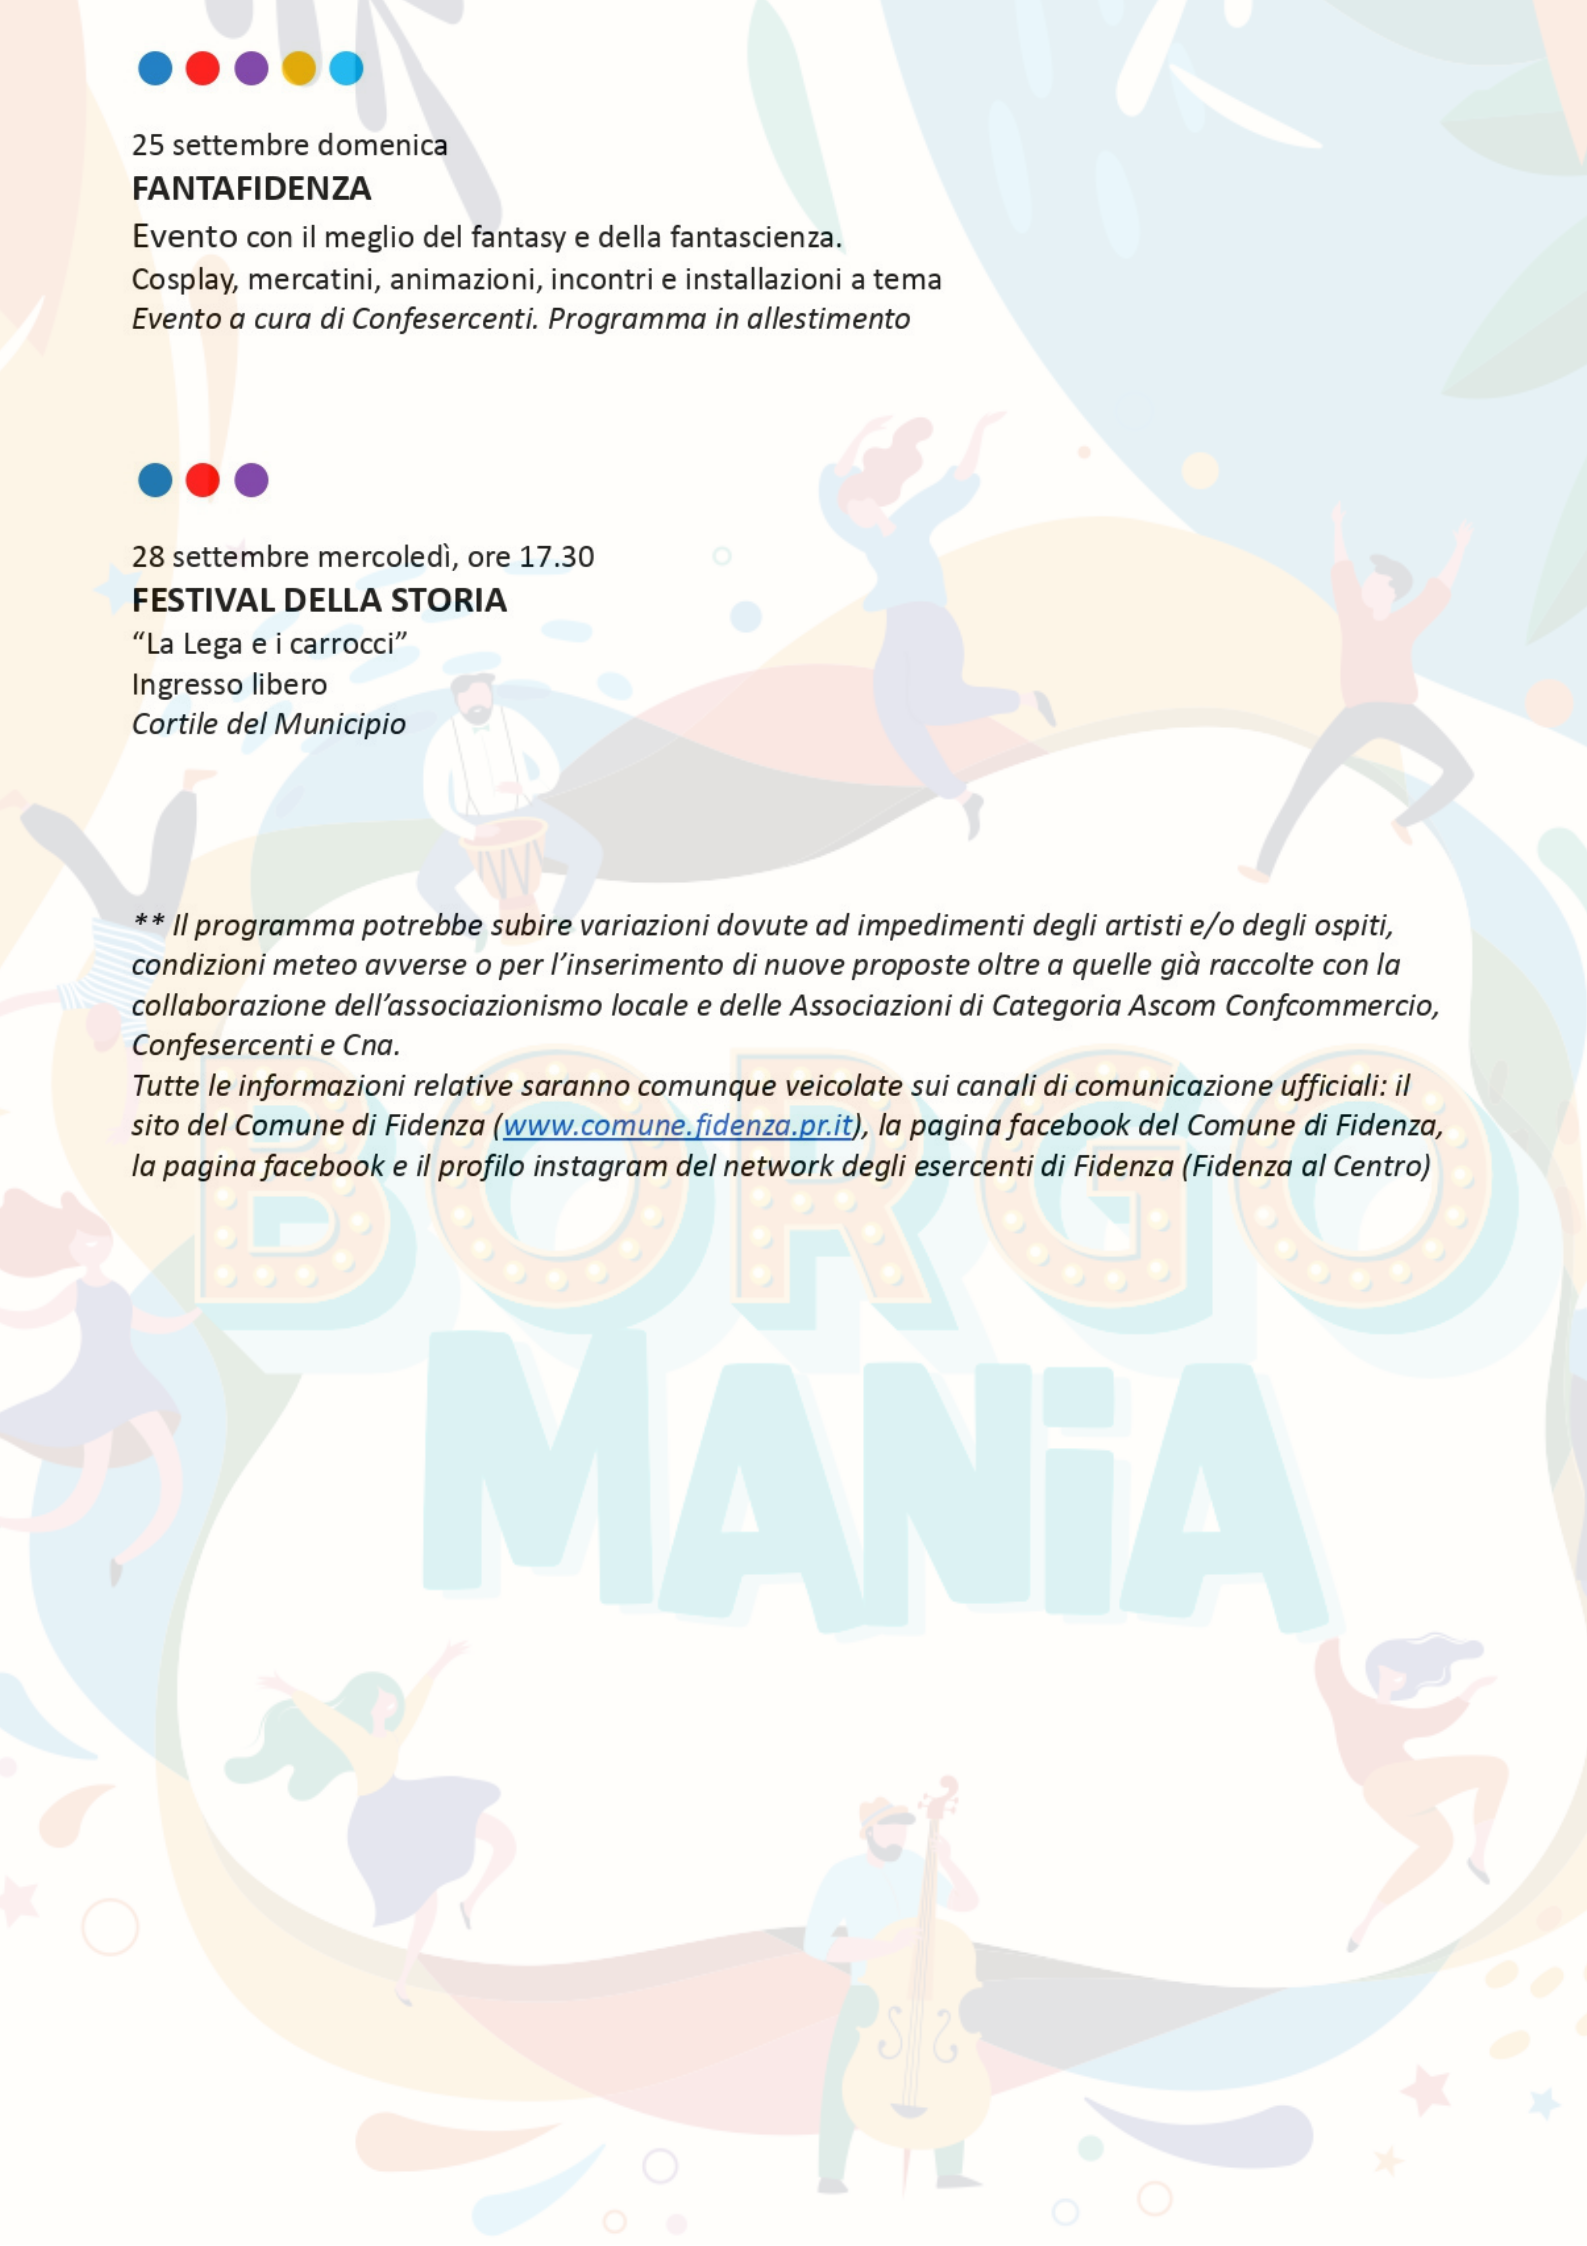 25 settembre domenica
FANTAFIDENZA
Evento con il meglio del fantasy e della fantascienza.
Cosplay, mercatini, animazioni, incontri e installazioni a tema
Evento a cura di Confesercenti. Programma in allestimento
28 settembre mercoledì, ore 17.30
FESTIVAL DELLA STORIA
“La Lega e i carrocci”
Ingresso libero
Cortile del Municipio
** Il programma potrebbe subire variazioni dovute ad impedimenti degli artisti e/o degli ospiti,
condizioni meteo avverse o per l’inserimento di nuove proposte oltre a quelle già raccolte con la
collaborazione dell’associazionismo locale e delle Associazioni di Categoria Ascom Confcommercio,
Confesercenti e Cna.
Tutte le informazioni relative saranno comunque veicolate sui canali di comunicazione ufficiali: il
sito del Comune di Fidenza (www.comune.fidenza.pr.it), la pagina facebook del Comune di Fidenza,
la pagina facebook e il profilo instagram del network degli esercenti di Fidenza (Fidenza al Centro)
BORGO
MANiA